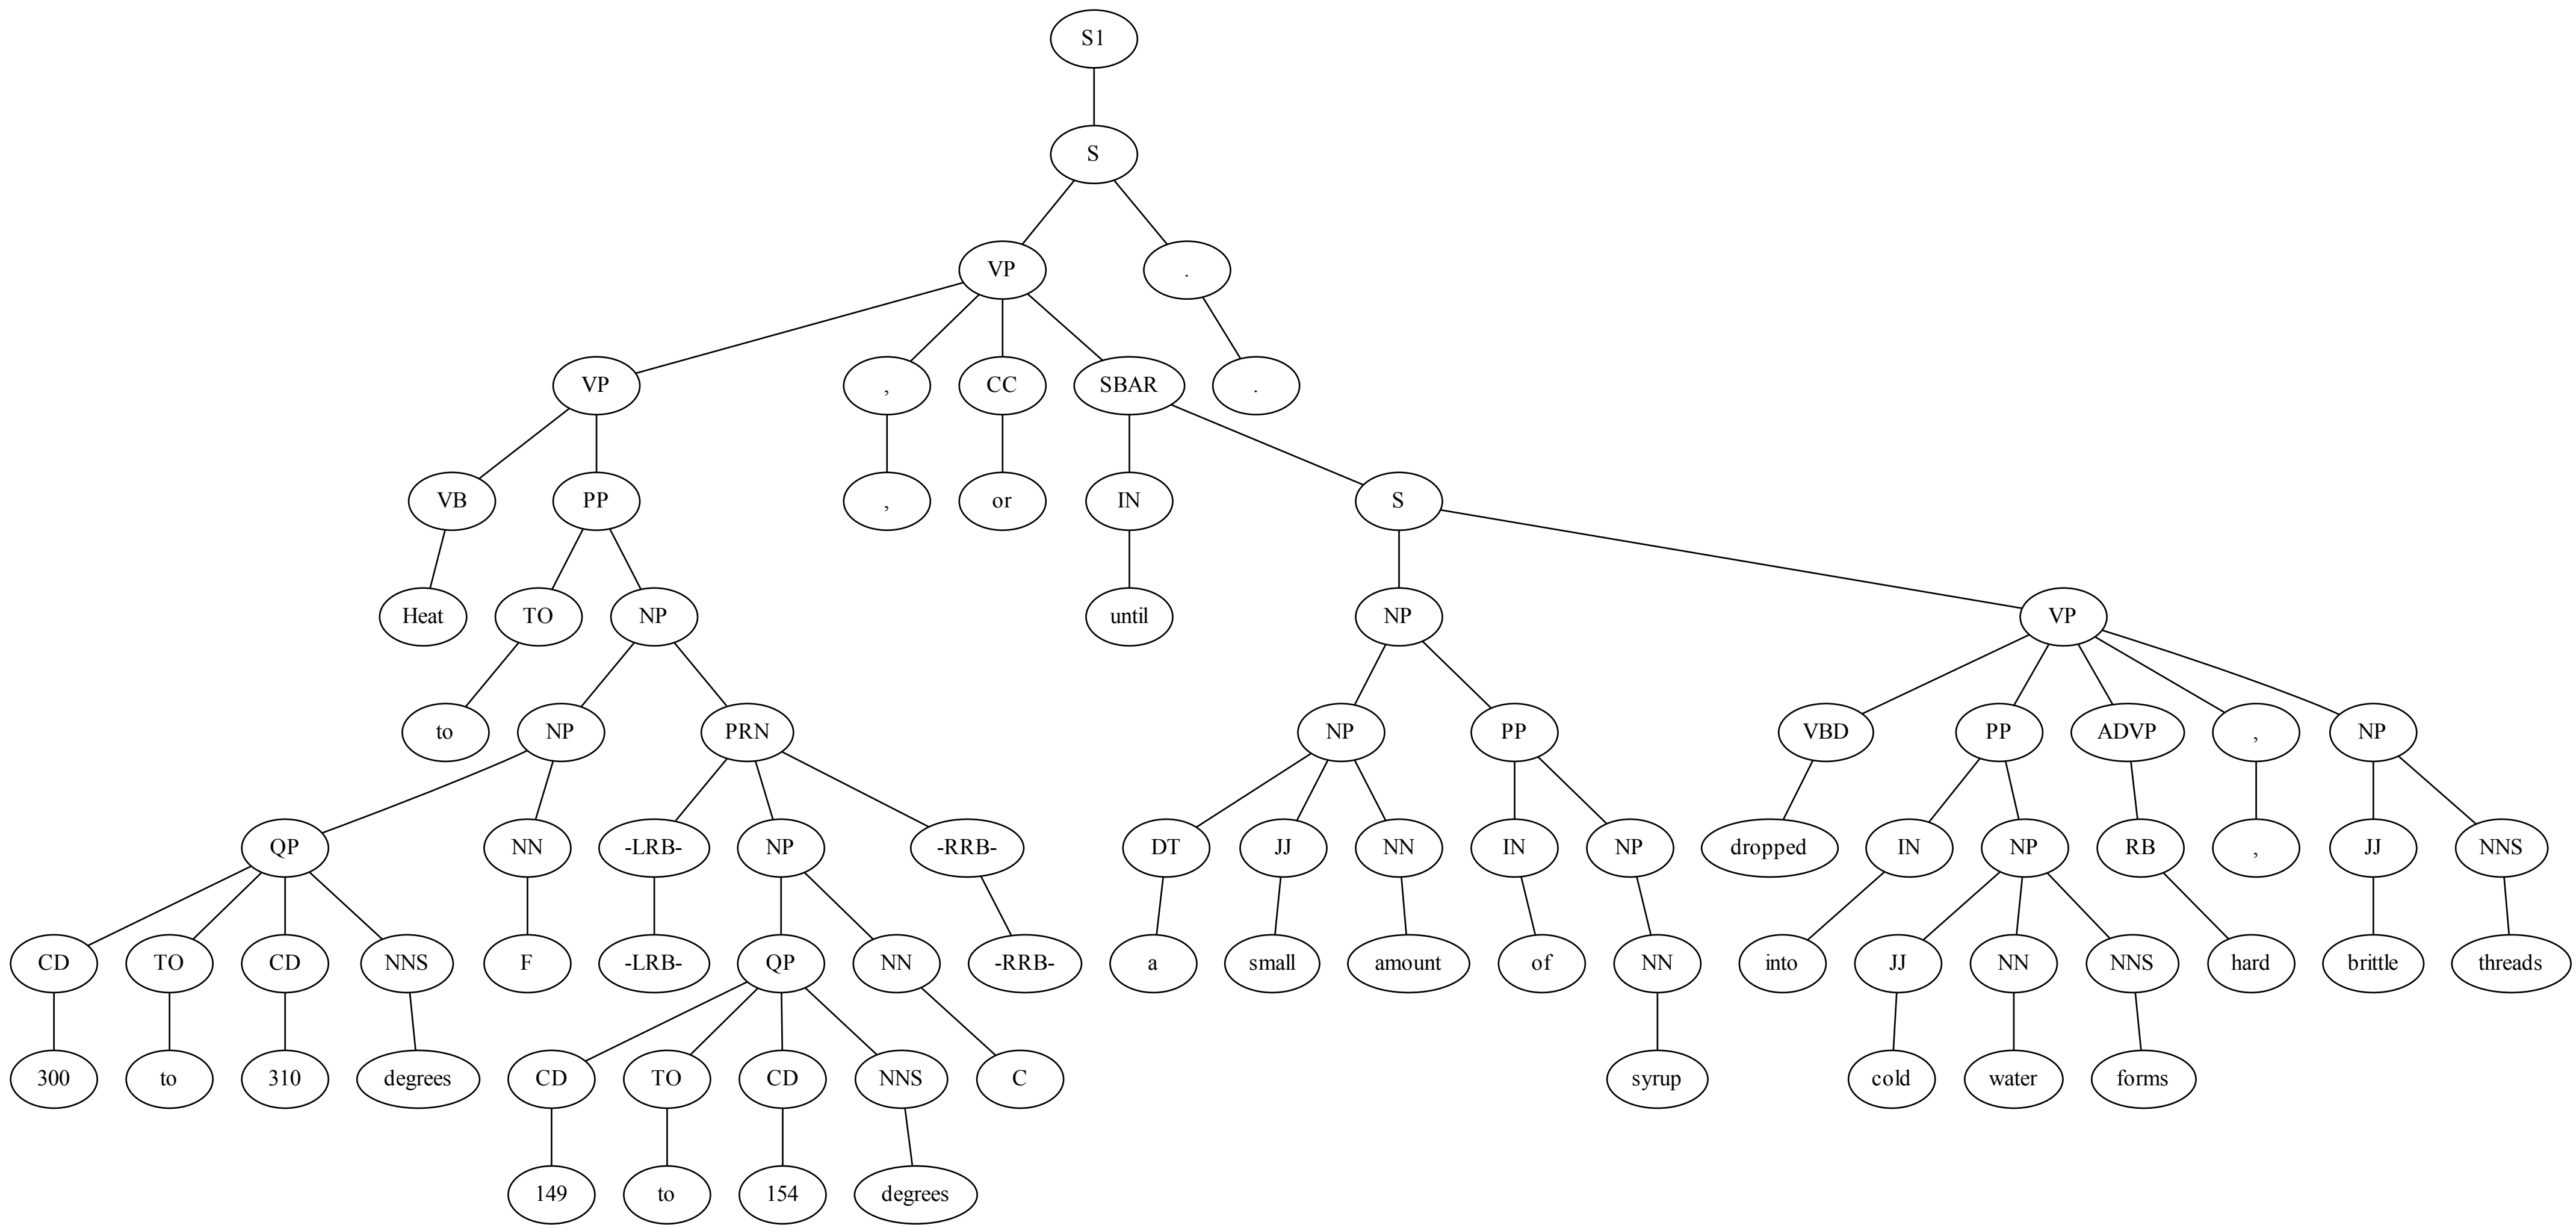 S1
S
VP .
VP , CC SBAR .
VB PP , or IN S
Heat TO NP until NP VP
to NP PRN NP PP VBD PP ADVP , NP
QP NN -LRB- NP -RRB- DT JJ NN IN NP dropped IN NP RB , JJ NNS
CD TO CD NNS F -LRB- QP NN -RRB- a small amount of NN into JJ NN NNS hard brittle threads
300 to 310 degrees CD TO CD NNS C syrup cold water forms
149 to 154 degrees